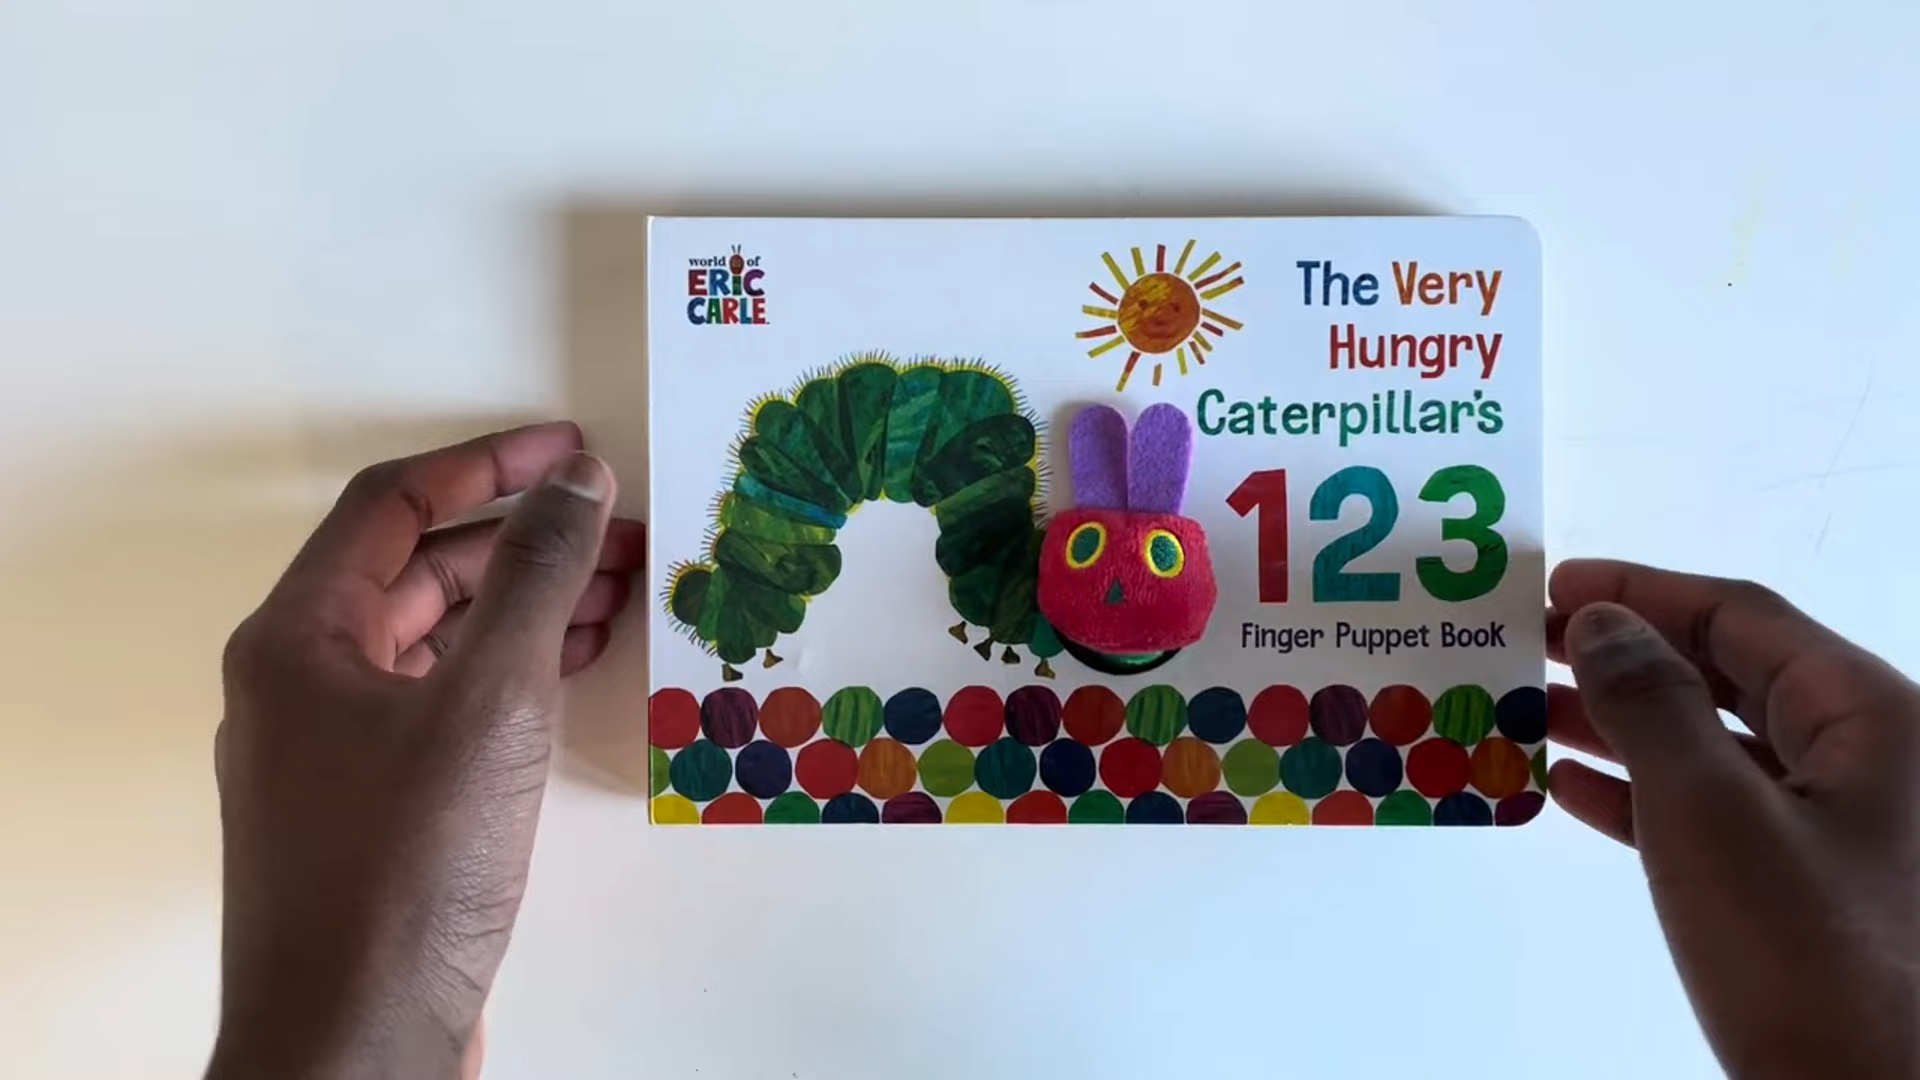 world of
ERIC
CARLE
The Very
Hungry
Caterpillar's
123
Finger Puppet Book